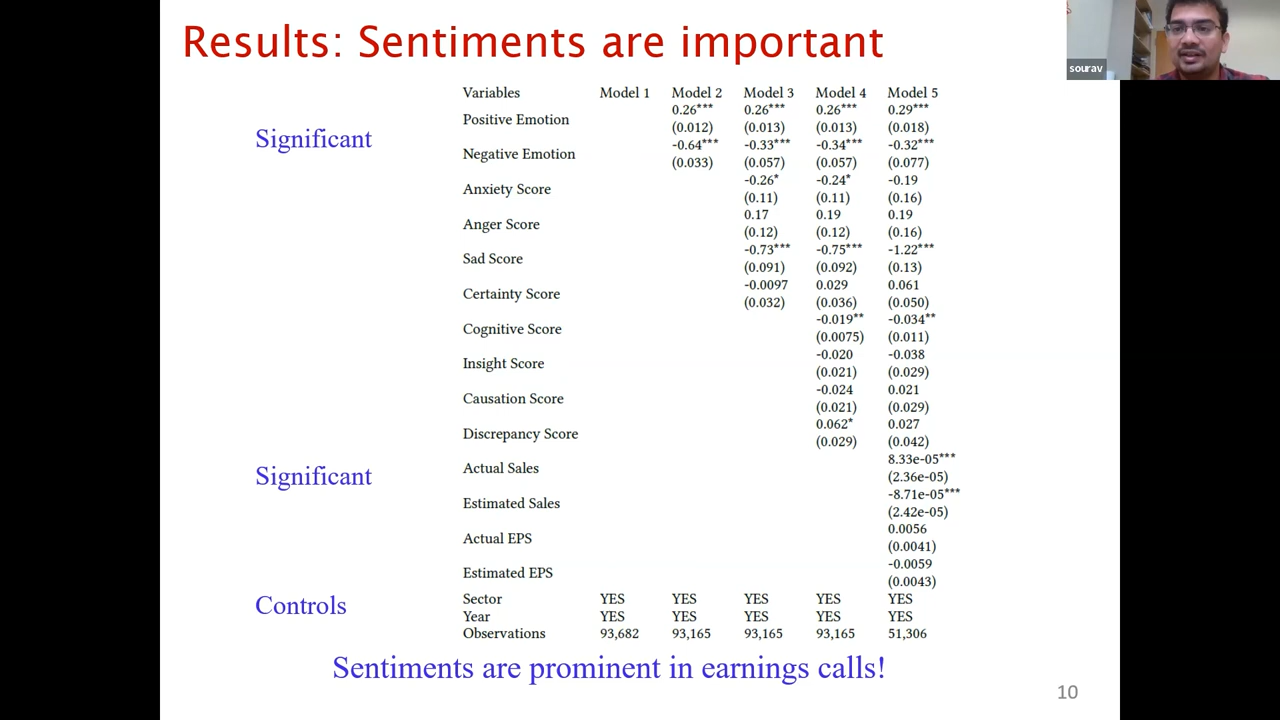 Results: Sentiments are important
sourav
Variables Model 1 Model 2 Model 3 Model 4 Model 5
Significant
Positive Emotion 0.26*** 0.26*** 0.26*** 0.29***
(0.012) (0.013) (0.013) (0.018)
Negative Emotion -0.64*** -0.33*** -0.34*** -0.32***
(0.033) (0.057) (0.057) (0.077)
Anxiety Score -0.26* -0.24* -0.19
(0.11) (0.11) (0.16)
Anger Score 0.17 0.19 0.19
(0.12) (0.12) (0.16)
Sad Score -0.73*** -0.75*** -1.22***
(0.091) (0.092) (0.13)
Certainty Score -0.0097 0.029 0.061
(0.032) (0.036) (0.050)
Cognitive Score -0.019** -0.034**
(0.0075) (0.011)
Insight Score -0.020 -0.038
(0.021) (0.029)
Causation Score -0.024 0.021
(0.021) (0.029)
Discrepancy Score 0.062* 0.027
(0.029) (0.042)
Significant
Actual Sales 8.33e-05***
(2.36e-05)
Estimated Sales -8.71e-05***
(2.42e-05)
Actual EPS 0.0056
(0.0041)
Estimated EPS -0.0059
(0.0043)
Controls
Sector YES YES YES YES YES
Year YES YES YES YES YES
Observations 93,682 93,165 93,165 93,165 51,306
Sentiments are prominent in earnings calls!
10